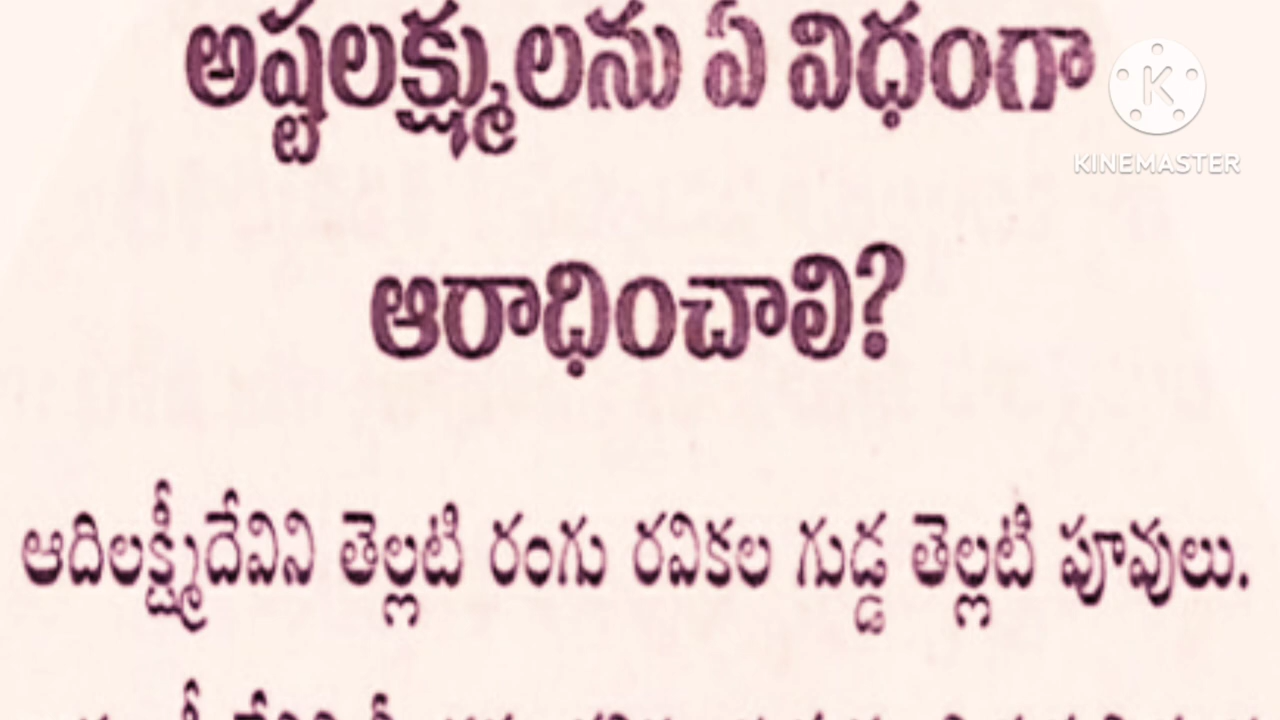 అష్టలక్ష్ములను ఏ విధంగా
KINEMASTER
ఆరాధించాలి?
ఆదిలక్ష్మీదేవిని తెల్లటి రంగు రవికల గుడ్డ తెల్లటి పూవులు.